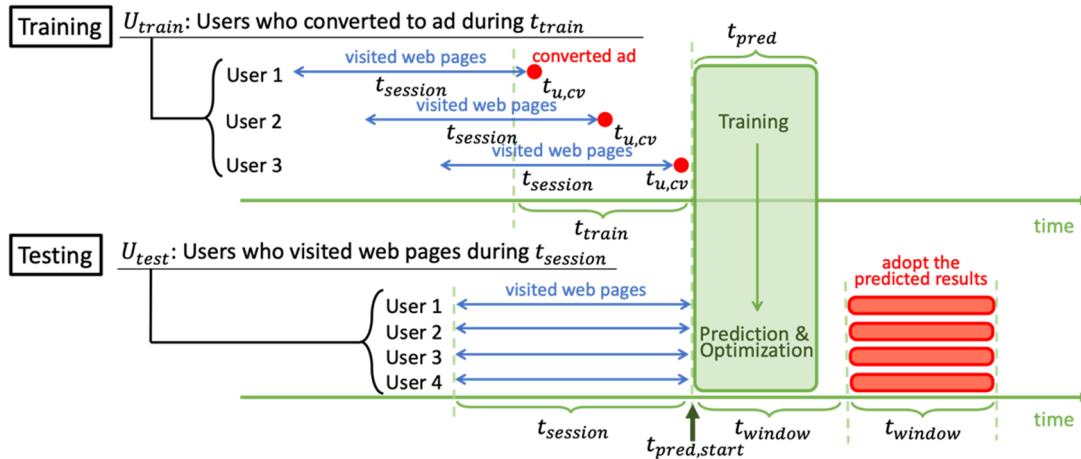 Training
U_train: Users who converted to ad during t_train
t_pred
visited web pages
converted ad
User 1
t_session
t_u,cv
visited web pages
User 2
t_session
t_u,cv
visited web pages
User 3
t_session
t_u,cv
Training
t_train
time
Testing
U_test: Users who visited web pages during t_session
visited web pages
adopt the
predicted results
User 1
User 2
User 3
User 4
Prediction &
Optimization
time
t_session
t_pred,start
t_window
t_window